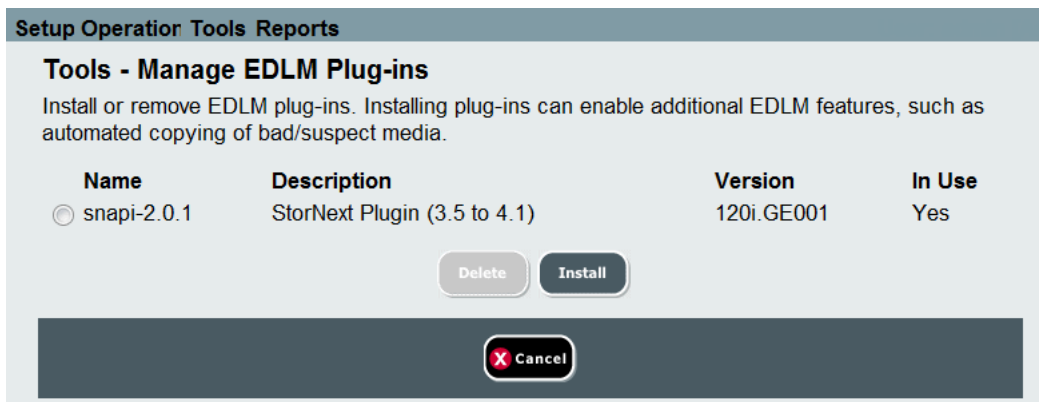 Setup Operation Tools Reports
Tools - Manage EDLM Plug-ins
Install or remove EDLM plug-ins. Installing plug-ins can enable additional EDLM features, such as
automated copying of bad/suspect media.
Name Description Version In Use
snapi-2.0.1 StorNext Plugin (3.5 to 4.1) 120i.GE001 Yes
Delete Install
X Cancel